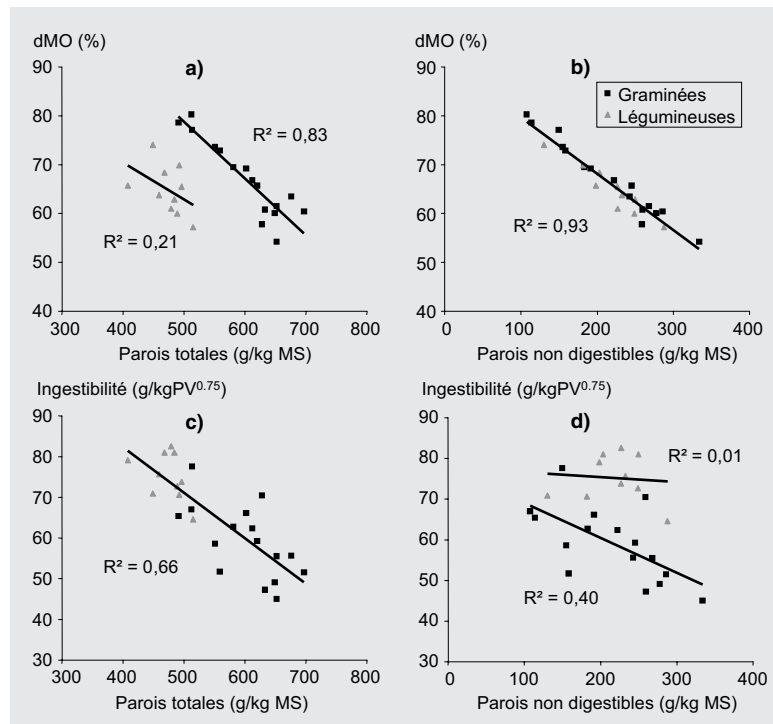 dMO (%)
a)
90
80
70
60
50
40
R² = 0,83
R² = 0,21
300 400 500 600 700 800
Parois totales (g/kg MS)
dMO (%)
b)
90
80
70
60
50
40
Graminées
Légumineuses
R² = 0,93
0 100 200 300 400
Parois non digestibles (g/kg MS)
Ingestibilité (g/kgPV⁰·⁷⁵)
c)
90
80
70
60
50
40
30
R² = 0,66
300 400 500 600 700 800
Parois totales (g/kg MS)
Ingestibilité (g/kgPV⁰·⁷⁵)
d)
90
80
70
60
50
40
30
R² = 0,01
R² = 0,40
0 100 200 300 400
Parois non digestibles (g/kg MS)